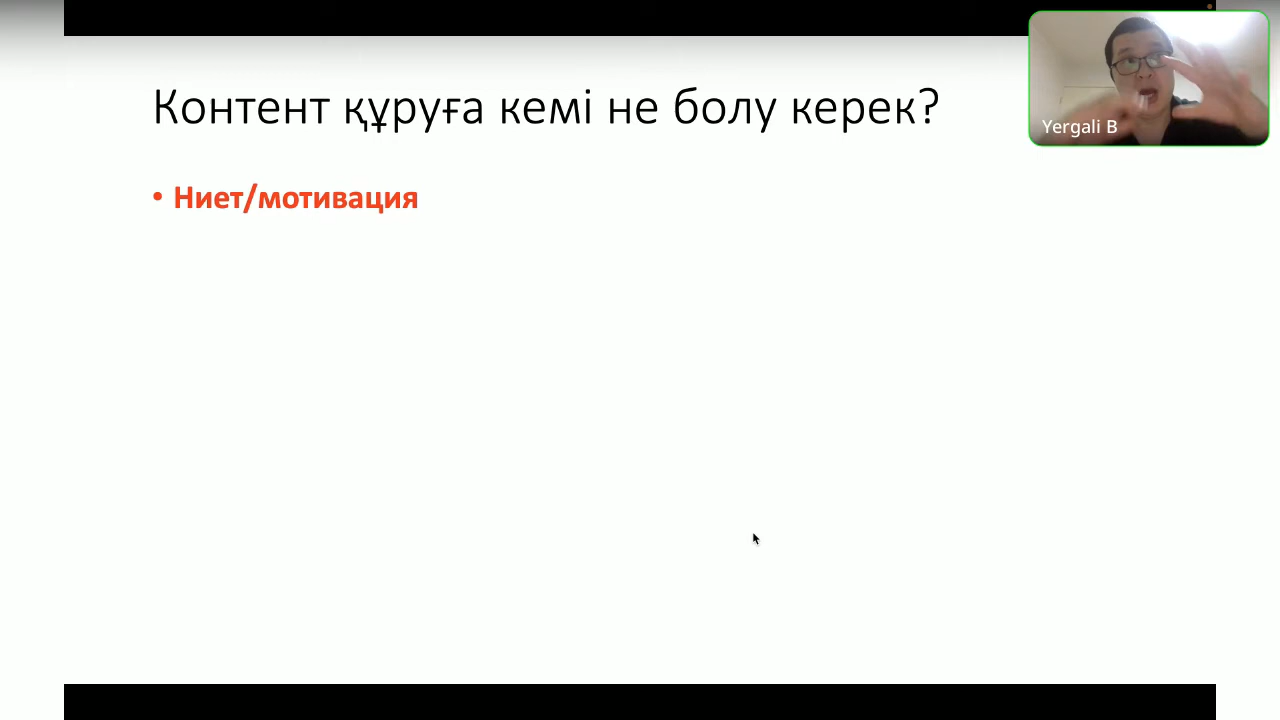 Контент құруға кемі не болу керек?
• Ниет/мотивация
Yergali B